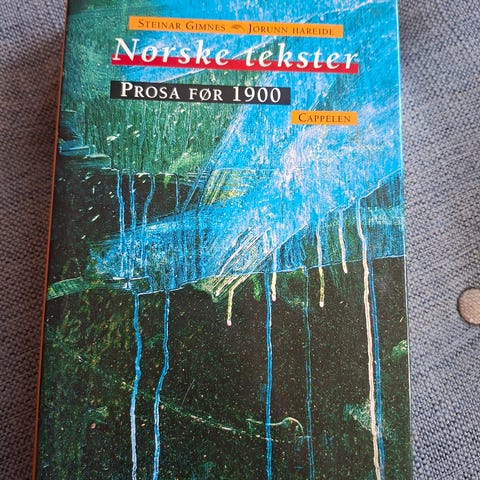 Steinar Gimnes Jorunn Hareide
Norske tekster
Prosa før 1900
Cappelen